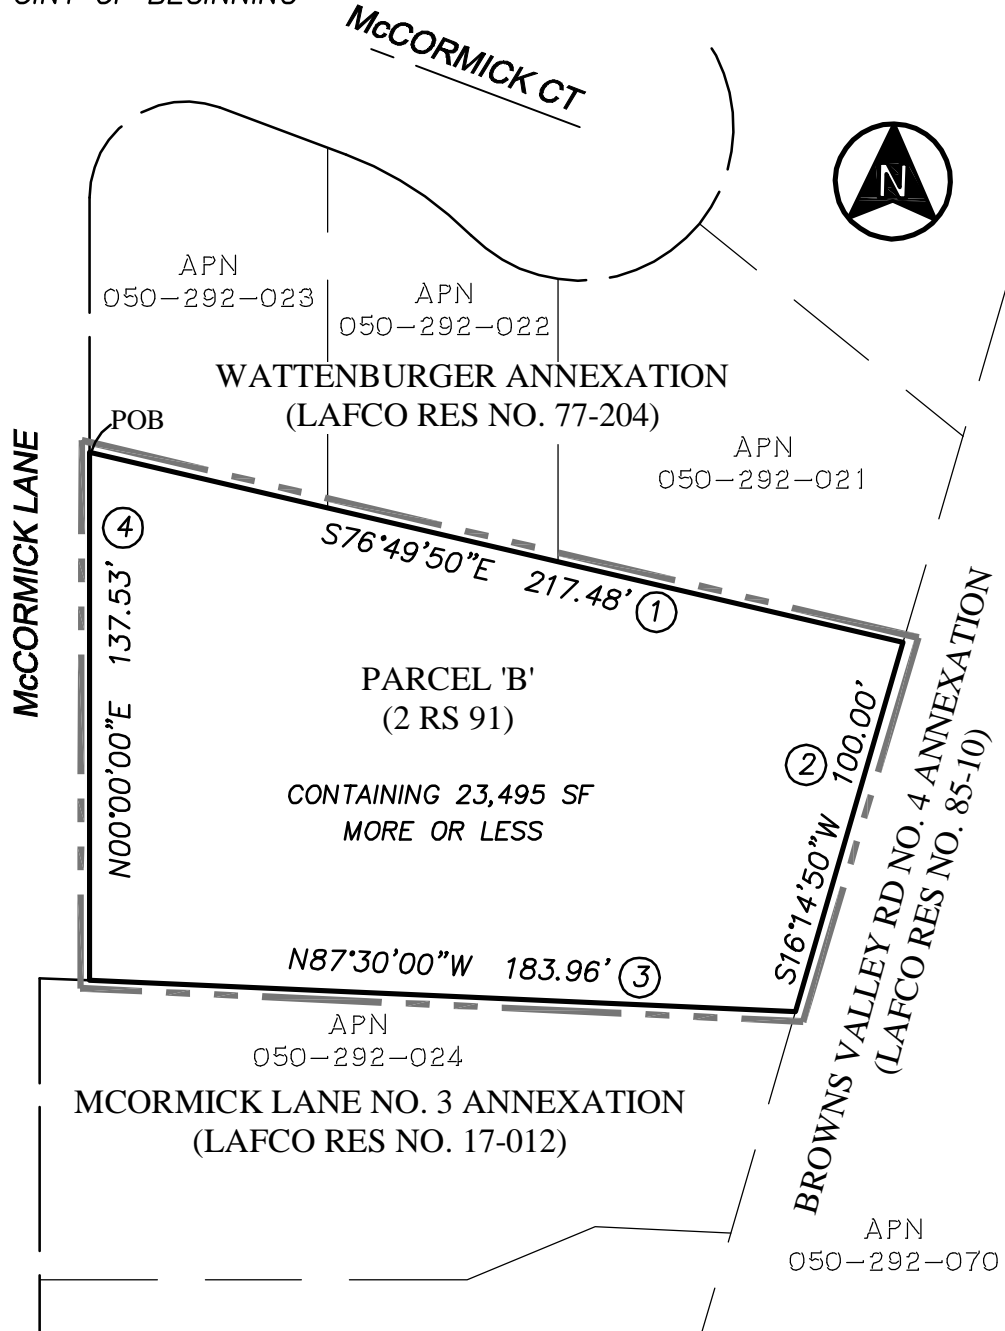 BEGINNING
McCORMICK CT
N
APN
050-292-023
APN
050-292-022
WATTENBURGER ANNEXATION
(LAFCO RES NO. 77-204)
POB
APN
050-292-021
McCORMICK LANE
4
N00°00'00"E 137.53'
S76°49'50"E 217.48' 1
PARCEL 'B'
(2 RS 91)
CONTAINING 23,495 SF
MORE OR LESS
2
S16°14'50"W 100.00'
BROWNS VALLEY RD NO. 4 ANNEXATION
(LAFCO RES NO. 85-10)
N87°30'00"W 183.96' 3
APN
050-292-024
MCORMICK LANE NO. 3 ANNEXATION
(LAFCO RES NO. 17-012)
APN
050-292-070